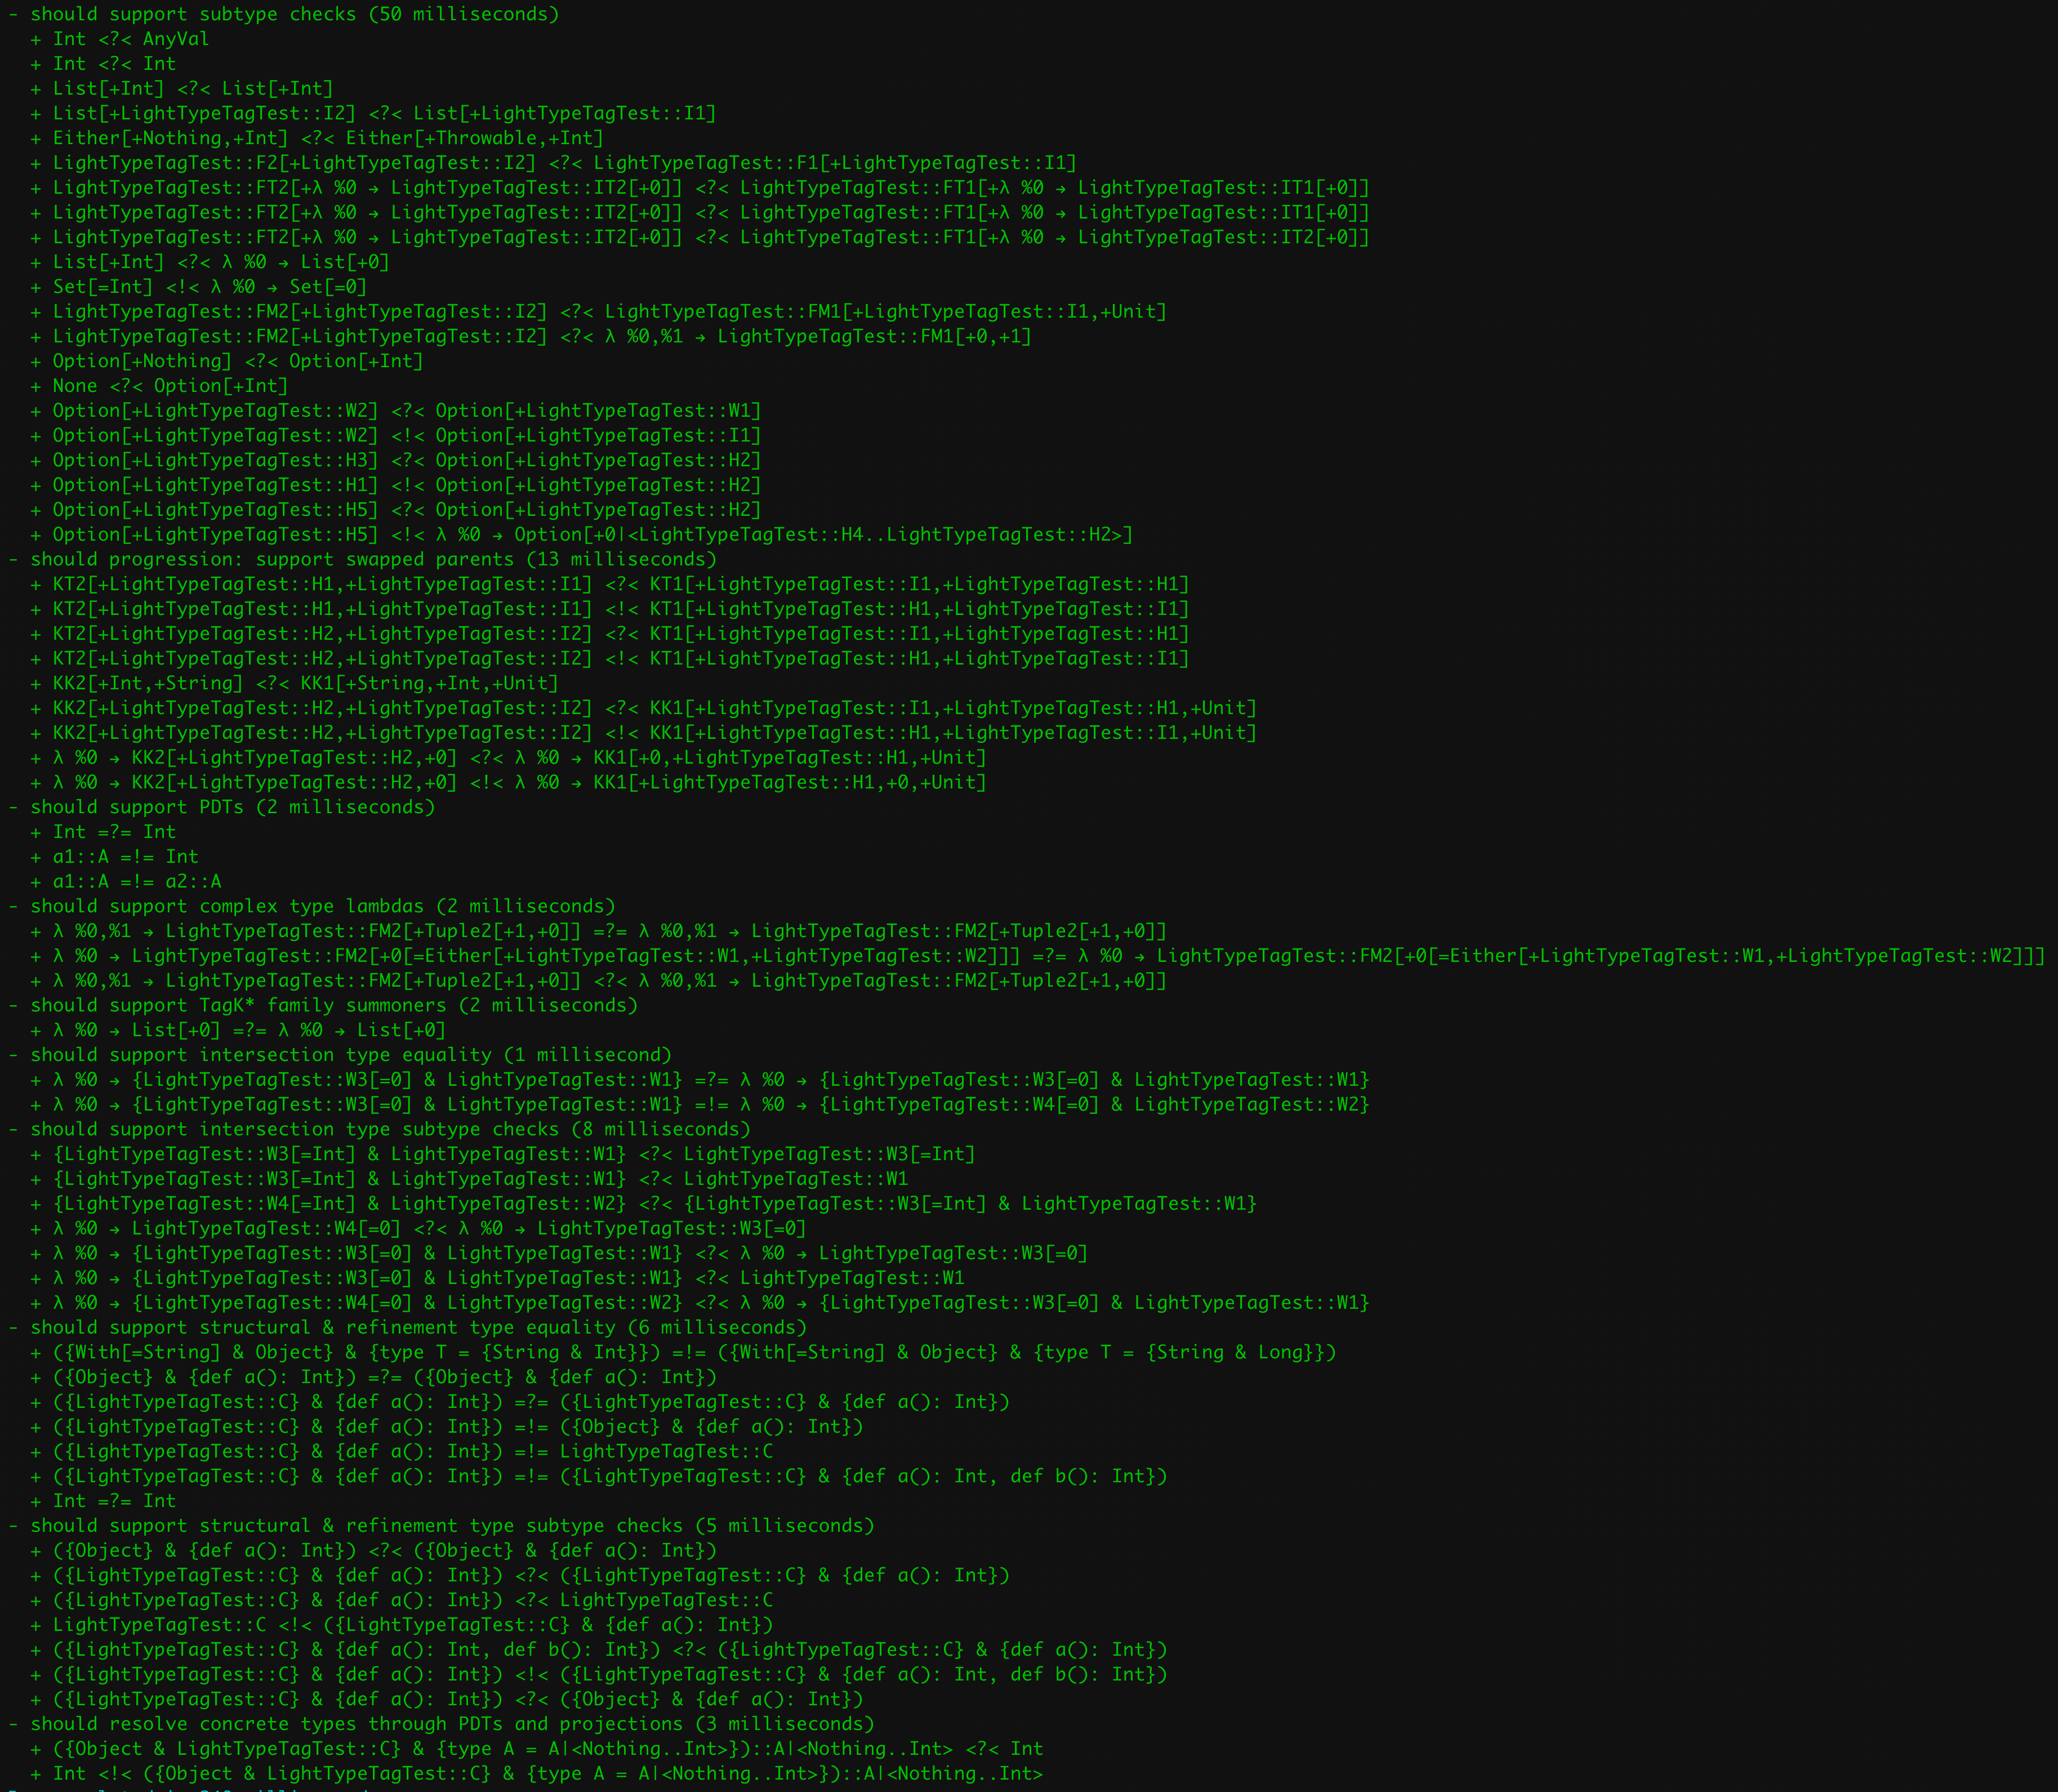 - should support subtype checks (50 milliseconds)
  + Int <?< AnyVal
  + Int <?< Int
  + List[+Int] <?< List[+Int]
  + List[+LightTypeTagTest::I2] <?< List[+LightTypeTagTest::I1]
  + Either[+Nothing,+Int] <?< Either[+Throwable,+Int]
  + LightTypeTagTest::F2[+LightTypeTagTest::I2] <?< LightTypeTagTest::F1[+LightTypeTagTest::I1]
  + LightTypeTagTest::FT2[+λ %0 → LightTypeTagTest::IT2[+0]] <?< LightTypeTagTest::FT1[+λ %0 → LightTypeTagTest::IT1[+0]]
  + LightTypeTagTest::FT2[+λ %0 → LightTypeTagTest::IT2[+0]] <?< LightTypeTagTest::FT1[+λ %0 → LightTypeTagTest::IT1[+0]]
  + LightTypeTagTest::FT2[+λ %0 → LightTypeTagTest::IT2[+0]] <?< LightTypeTagTest::FT1[+λ %0 → LightTypeTagTest::IT2[+0]]
  + List[+Int] <?< λ %0 → List[+0]
  + Set[=Int] <!< λ %0 → Set[=0]
  + LightTypeTagTest::FM2[+LightTypeTagTest::I2] <?< LightTypeTagTest::FM1[+LightTypeTagTest::I1,+Unit]
  + LightTypeTagTest::FM2[+LightTypeTagTest::I2] <?< λ %0,%1 → LightTypeTagTest::FM1[+0,+1]
  + Option[+Nothing] <?< Option[+Int]
  + None <?< Option[+Int]
  + Option[+LightTypeTagTest::W2] <?< Option[+LightTypeTagTest::W1]
  + Option[+LightTypeTagTest::W2] <!< Option[+LightTypeTagTest::I1]
  + Option[+LightTypeTagTest::H3] <?< Option[+LightTypeTagTest::H2]
  + Option[+LightTypeTagTest::H1] <!< Option[+LightTypeTagTest::H2]
  + Option[+LightTypeTagTest::H5] <?< Option[+LightTypeTagTest::H2]
  + Option[+LightTypeTagTest::H5] <!< λ %0 → Option[+0|<LightTypeTagTest::H4..LightTypeTagTest::H2>]
- should progression: support swapped parents (13 milliseconds)
  + KT2[+LightTypeTagTest::H1,+LightTypeTagTest::I1] <?< KT1[+LightTypeTagTest::I1,+LightTypeTagTest::H1]
  + KT2[+LightTypeTagTest::H1,+LightTypeTagTest::I1] <!< KT1[+LightTypeTagTest::H1,+LightTypeTagTest::I1]
  + KT2[+LightTypeTagTest::H2,+LightTypeTagTest::I2] <?< KT1[+LightTypeTagTest::I1,+LightTypeTagTest::H1]
  + KT2[+LightTypeTagTest::H2,+LightTypeTagTest::I2] <!< KT1[+LightTypeTagTest::H1,+LightTypeTagTest::I1]
  + KK2[+Int,+String] <?< KK1[+String,+Int,+Unit]
  + KK2[+LightTypeTagTest::H2,+LightTypeTagTest::I2] <?< KK1[+LightTypeTagTest::I1,+LightTypeTagTest::H1,+Unit]
  + KK2[+LightTypeTagTest::H2,+LightTypeTagTest::I2] <!< KK1[+LightTypeTagTest::H1,+LightTypeTagTest::I1,+Unit]
  + λ %0 → KK2[+LightTypeTagTest::H2,+0] <?< λ %0 → KK1[+0,+LightTypeTagTest::H1,+Unit]
  + λ %0 → KK2[+LightTypeTagTest::H2,+0] <!< λ %0 → KK1[+LightTypeTagTest::H1,+0,+Unit]
- should support PDTs (2 milliseconds)
  + Int =?= Int
  + a1::A =!= Int
  + a1::A =!= a2::A
- should support complex type lambdas (2 milliseconds)
  + λ %0,%1 → LightTypeTagTest::FM2[+Tuple2[+1,+0]] =?= λ %0,%1 → LightTypeTagTest::FM2[+Tuple2[+1,+0]]
  + λ %0 → LightTypeTagTest::FM2[+0[=Either[+LightTypeTagTest::W1,+LightTypeTagTest::W2]]] =?= λ %0 → LightTypeTagTest::FM2[+0[=Either[+LightTypeTagTest::W1,+LightTypeTagTest::W2]]]
  + λ %0,%1 → LightTypeTagTest::FM2[+Tuple2[+1,+0]] <?< λ %0,%1 → LightTypeTagTest::FM2[+Tuple2[+1,+0]]
- should support TagK* family summoners (2 milliseconds)
  + λ %0 → List[+0] =?= λ %0 → List[+0]
- should support intersection type equality (1 millisecond)
  + λ %0 → {LightTypeTagTest::W3[=0] & LightTypeTagTest::W1} =?= λ %0 → {LightTypeTagTest::W3[=0] & LightTypeTagTest::W1}
  + λ %0 → {LightTypeTagTest::W3[=0] & LightTypeTagTest::W1} =!= λ %0 → {LightTypeTagTest::W4[=0] & LightTypeTagTest::W2}
- should support intersection type subtype checks (8 milliseconds)
  + {LightTypeTagTest::W3[=Int] & LightTypeTagTest::W1} <?< LightTypeTagTest::W3[=Int]
  + {LightTypeTagTest::W3[=Int] & LightTypeTagTest::W1} <?< LightTypeTagTest::W1
  + {LightTypeTagTest::W4[=Int] & LightTypeTagTest::W2} <?< {LightTypeTagTest::W3[=Int] & LightTypeTagTest::W1}
  + λ %0 → LightTypeTagTest::W4[=0] <?< λ %0 → LightTypeTagTest::W3[=0]
  + λ %0 → {LightTypeTagTest::W3[=0] & LightTypeTagTest::W1} <?< λ %0 → LightTypeTagTest::W3[=0]
  + λ %0 → {LightTypeTagTest::W3[=0] & LightTypeTagTest::W1} <?< LightTypeTagTest::W1
  + λ %0 → {LightTypeTagTest::W4[=0] & LightTypeTagTest::W2} <?< λ %0 → {LightTypeTagTest::W3[=0] & LightTypeTagTest::W1}
- should support structural & refinement type equality (6 milliseconds)
  + ({With[=String] & Object} & {type T = {String & Int}}) =!= ({With[=String] & Object} & {type T = {String & Long}})
  + ({Object} & {def a(): Int}) =?= ({Object} & {def a(): Int})
  + ({LightTypeTagTest::C} & {def a(): Int}) =?= ({LightTypeTagTest::C} & {def a(): Int})
  + ({LightTypeTagTest::C} & {def a(): Int}) =!= ({Object} & {def a(): Int})
  + ({LightTypeTagTest::C} & {def a(): Int}) =!= LightTypeTagTest::C
  + ({LightTypeTagTest::C} & {def a(): Int}) =!= ({LightTypeTagTest::C} & {def a(): Int, def b(): Int})
  + Int =?= Int
- should support structural & refinement type subtype checks (5 milliseconds)
  + ({Object} & {def a(): Int}) <?< ({Object} & {def a(): Int})
  + ({LightTypeTagTest::C} & {def a(): Int}) <?< ({LightTypeTagTest::C} & {def a(): Int})
  + ({LightTypeTagTest::C} & {def a(): Int}) <?< LightTypeTagTest::C
  + LightTypeTagTest::C <!< ({LightTypeTagTest::C} & {def a(): Int})
  + ({LightTypeTagTest::C} & {def a(): Int, def b(): Int}) <?< ({LightTypeTagTest::C} & {def a(): Int})
  + ({LightTypeTagTest::C} & {def a(): Int}) <!< ({LightTypeTagTest::C} & {def a(): Int, def b(): Int})
  + ({LightTypeTagTest::C} & {def a(): Int}) <?< ({Object} & {def a(): Int})
- should resolve concrete types through PDTs and projections (3 milliseconds)
  + ({Object & LightTypeTagTest::C} & {type A = A|<Nothing..Int>})::A|<Nothing..Int> <?< Int
  + Int <!< ({Object & LightTypeTagTest::C} & {type A = A|<Nothing..Int>})::A|<Nothing..Int>